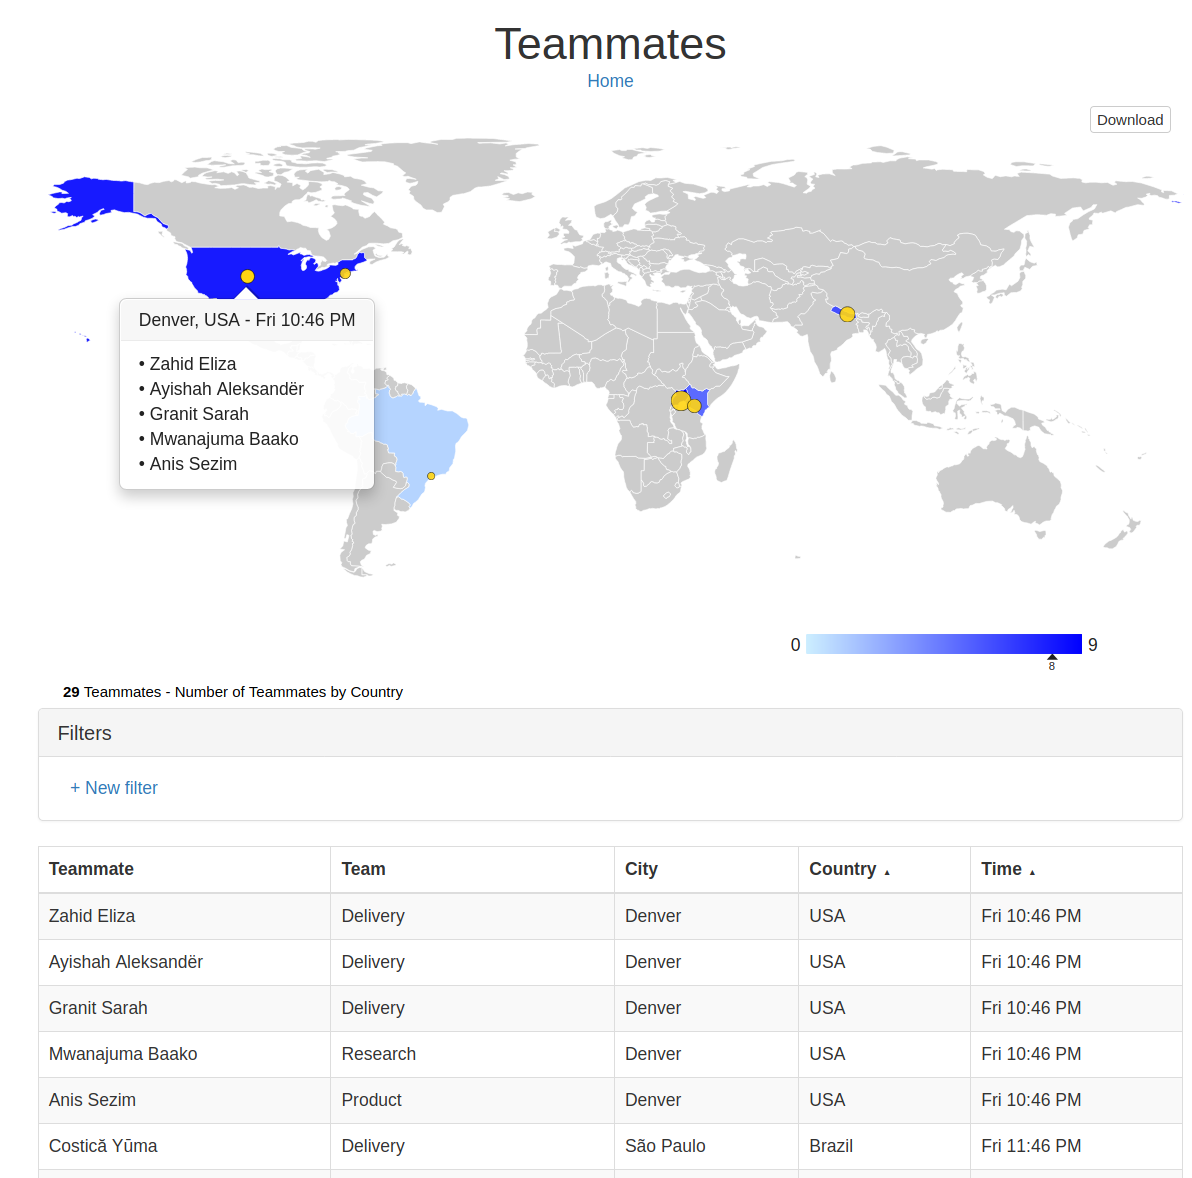 Teammates
Home
Download
Denver, USA - Fri 10:46 PM
• Zahid Eliza
• Ayishah Aleksandër
• Granit Sarah
• Mwanajuma Baako
• Anis Sezim
0 9
8
29 Teammates - Number of Teammates by Country
Filters
+ New filter
Teammate Team City Country ▲ Time ▲
Zahid Eliza Delivery Denver USA Fri 10:46 PM
Ayishah Aleksandër Delivery Denver USA Fri 10:46 PM
Granit Sarah Delivery Denver USA Fri 10:46 PM
Mwanajuma Baako Research Denver USA Fri 10:46 PM
Anis Sezim Product Denver USA Fri 10:46 PM
Costică Yūma Delivery São Paulo Brazil Fri 11:46 PM